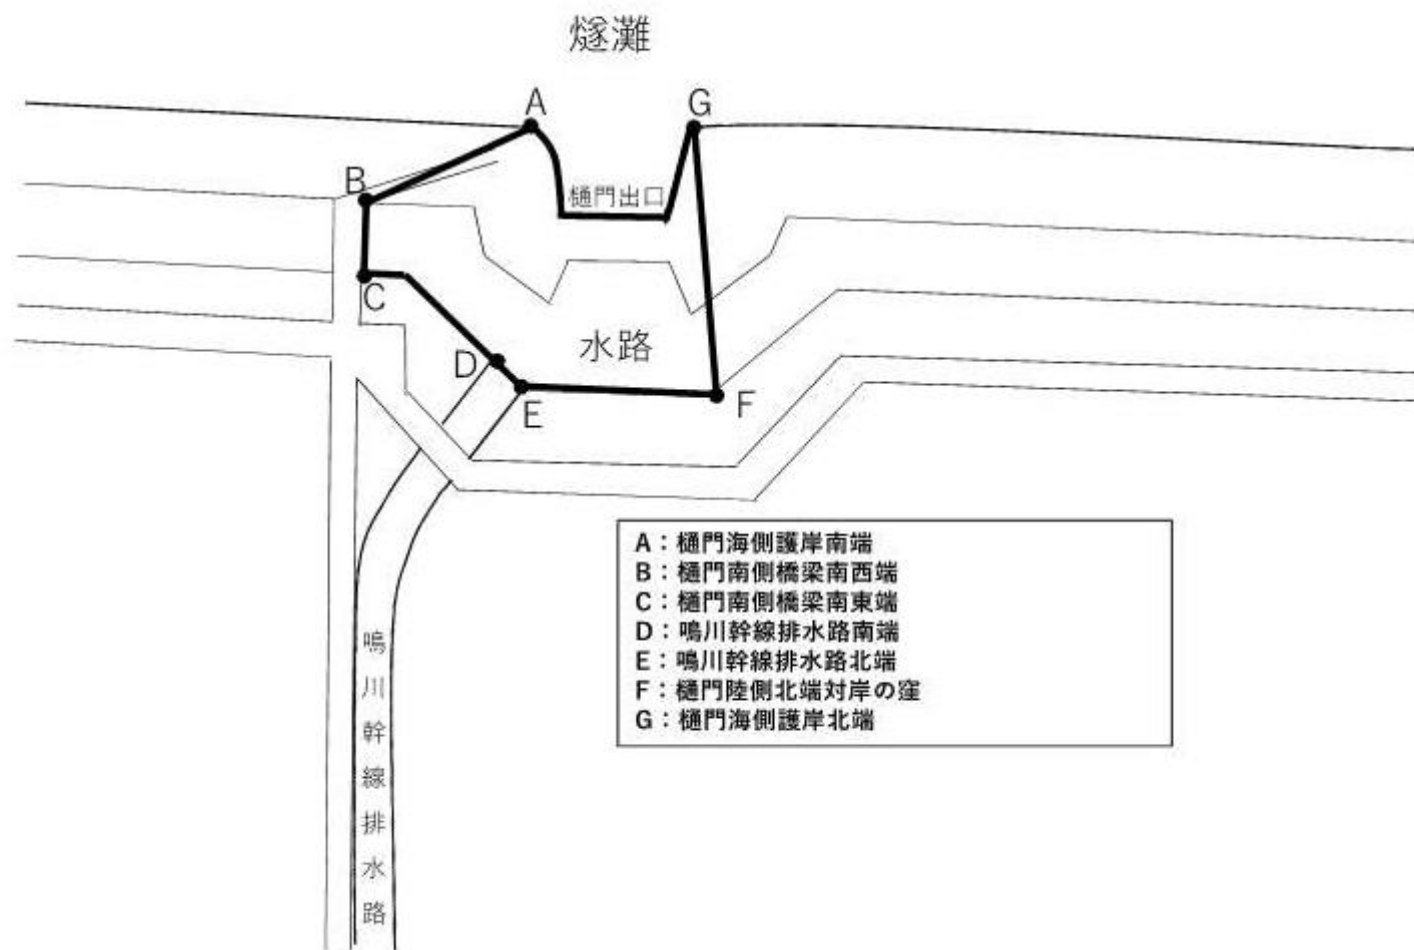 燧灘
A
G
B
樋門出口
C
水路
D
E
F
A：樋門海側護岸南端
B：樋門南側橋梁南西端
C：樋門南側橋梁南東端
D：鳴川幹線排水路南端
E：鳴川幹線排水路北端
F：樋門陸側北端対岸の窪
G：樋門海側護岸北端
鳴川幹線排水路